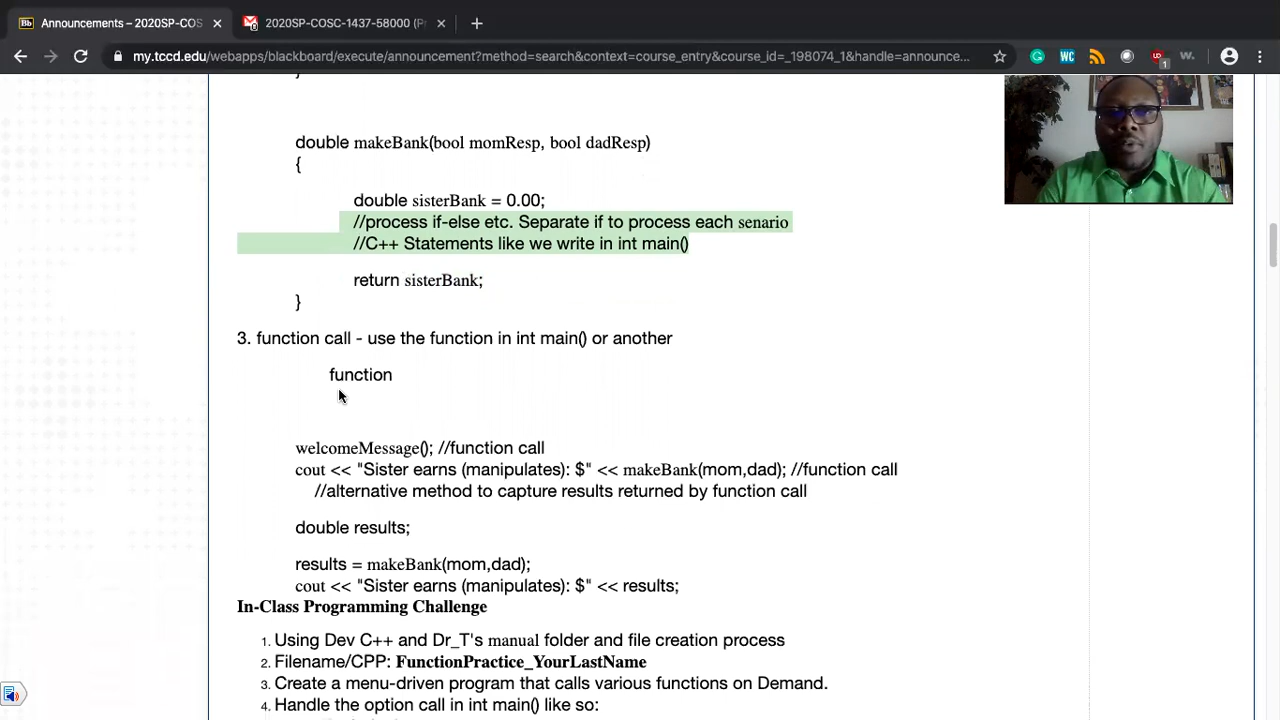 Bb Announcements – 2020SP-COS × 2020SP-COSC-1437-58000 (P × +
my.tccd.edu/webapps/blackboard/execute/announcement?method=search&context=course_entry&course_id=_198074_1&handle=announce...
}
double makeBank(bool momResp, bool dadResp)
{
double sisterBank = 0.00;
//process if-else etc. Separate if to process each senario
//C++ Statements like we write in int main()
return sisterBank;
}
3. function call - use the function in int main() or another
function
welcomeMessage(); //function call
cout << "Sister earns (manipulates): $" << makeBank(mom,dad); //function call
//alternative method to capture results returned by function call
double results;
results = makeBank(mom,dad);
cout << "Sister earns (manipulates): $" << results;
In-Class Programming Challenge
1. Using Dev C++ and Dr_T's manual folder and file creation process
2. Filename/CPP: FunctionPractice_YourLastName
3. Create a menu-driven program that calls various functions on Demand.
4. Handle the option call in int main() like so: